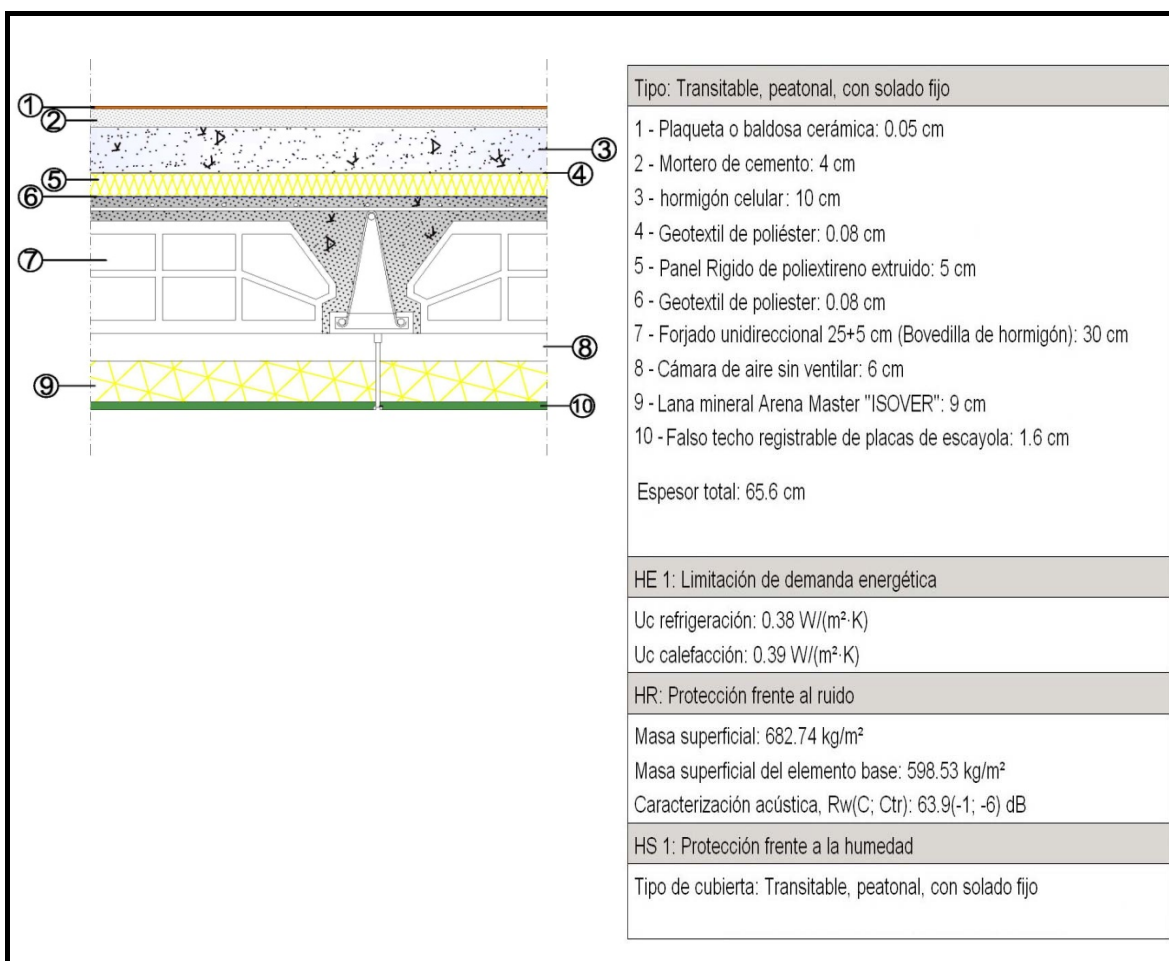 ①
②
③
④
⑤
⑥
⑦
⑧
⑨
⑩
Tipo: Transitable, peatonal, con solado fijo
1 - Plaqueta o baldosa cerámica: 0.05 cm
2 - Mortero de cemento: 4 cm
3 - hormigón celular: 10 cm
4 - Geotextil de poliéster: 0.08 cm
5 - Panel Rigido de poliextireno extruido: 5 cm
6 - Geotextil de poliester: 0.08 cm
7 - Forjado unidireccional 25+5 cm (Bovedilla de hormigón): 30 cm
8 - Cámara de aire sin ventilar: 6 cm
9 - Lana mineral Arena Master "ISOVER": 9 cm
10 - Falso techo registrable de placas de escayola: 1.6 cm
Espesor total: 65.6 cm
HE 1: Limitación de demanda energética
Uc refrigeración: 0.38 W/(m²·K)
Uc calefacción: 0.39 W/(m²·K)
HR: Protección frente al ruido
Masa superficial: 682.74 kg/m²
Masa superficial del elemento base: 598.53 kg/m²
Caracterización acústica, Rw(C; Ctr): 63.9(-1; -6) dB
HS 1: Protección frente a la humedad
Tipo de cubierta: Transitable, peatonal, con solado fijo